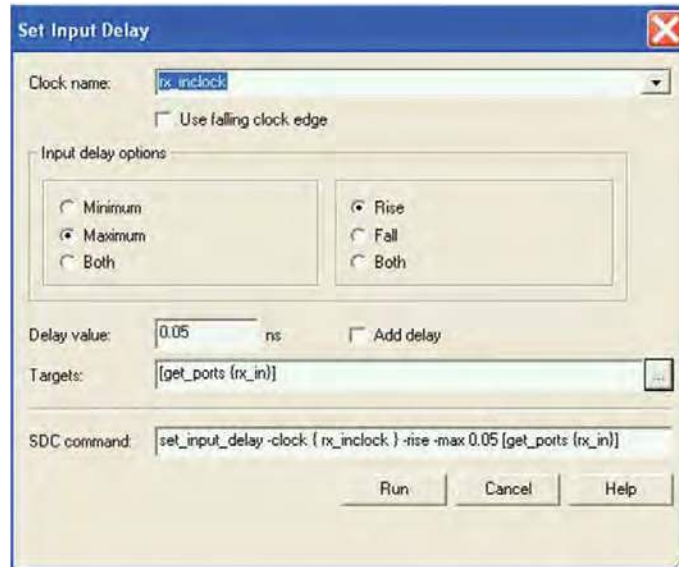 Set Input Delay
Clock name: rx_inclock
Use falling clock edge
Input delay options
Minimum Rise
Maximum Fall
Both Both
Delay value: 0.05 ns Add delay
Targets: [get_ports {rx_in}] ...
SDC command: set_input_delay -clock { rx_inclock } -rise -max 0.05 [get_ports {rx_in}]
Run Cancel Help